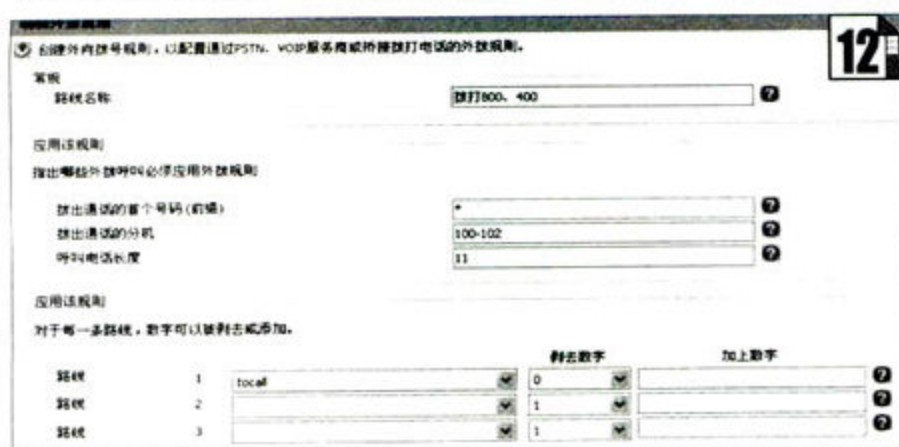 12
创建外向拨号规则，以配置通过PSTN、VOIP服务商或桥接拨打电话的外拨规则。
常规
路线名称 拨打800、400
应用该规则
指出哪些外拨呼叫必须应用外拨规则
拨出通话的首个号码(前缀) *
拨出通话的分机 100-102
呼叫电话长度 11
应用该规则
对于每一条路线，数字可以被剥去或添加。
剥去数字 加上数字
路线 1 tocall 0
路线 2 1
路线 3 1